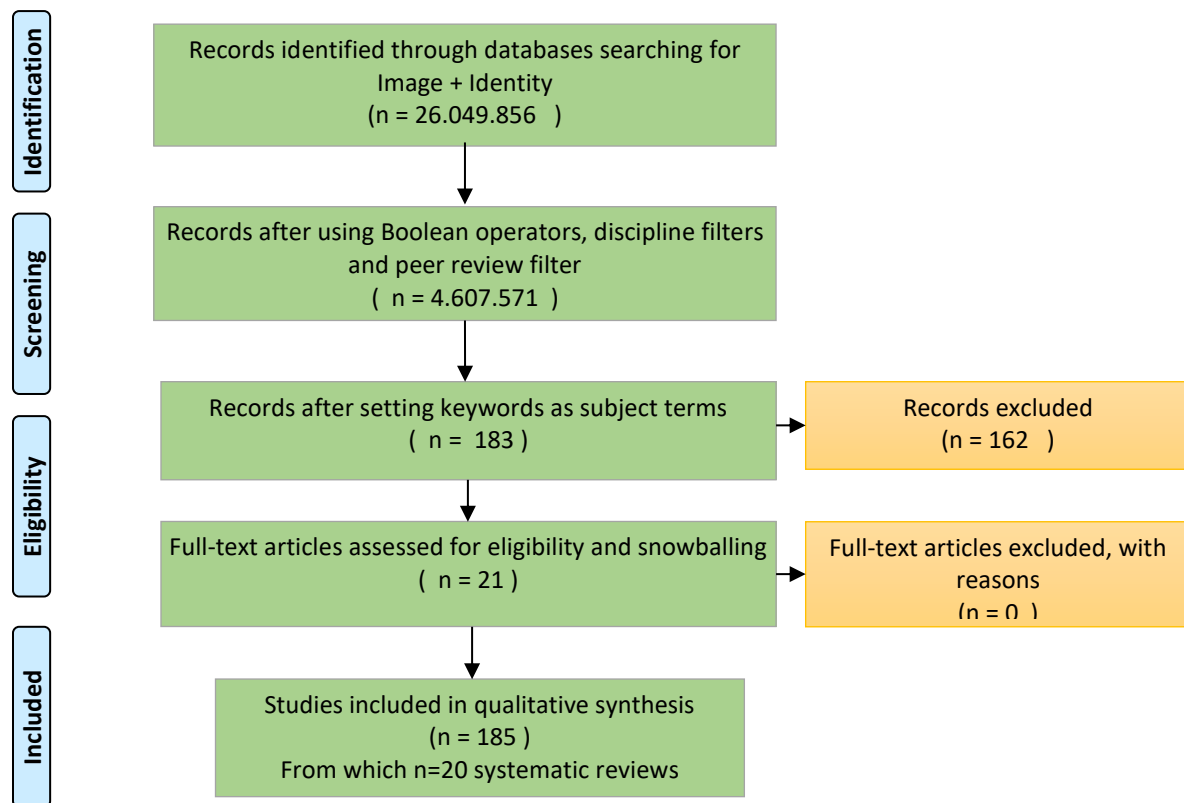 Identification
Records identified through databases searching for
Image + Identity
(n = 26.049.856 )
Screening
Records after using Boolean operators, discipline filters
and peer review filter
( n = 4.607.571 )
Records after setting keywords as subject terms
( n = 183 )
Records excluded
(n = 162 )
Eligibility
Full-text articles assessed for eligibility and snowballing
( n = 21 )
Full-text articles excluded, with
reasons
(n = 0 )
Included
Studies included in qualitative synthesis
(n = 185 )
From which n=20 systematic reviews